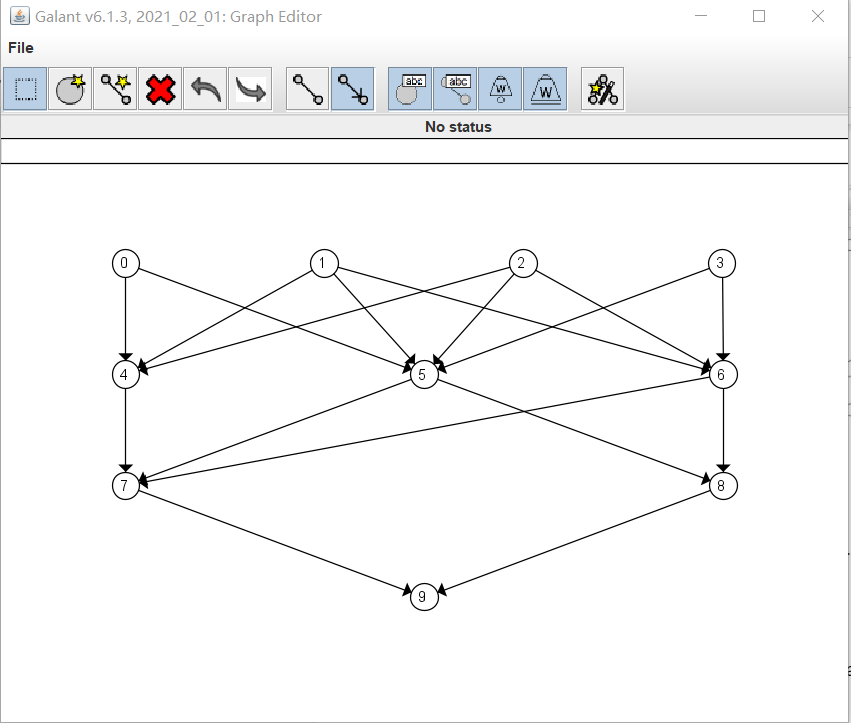 Galant v6.1.3, 2021_02_01: Graph Editor
File
abc abc W W
No status
0 1 2 3
4 5 6
7 8
9